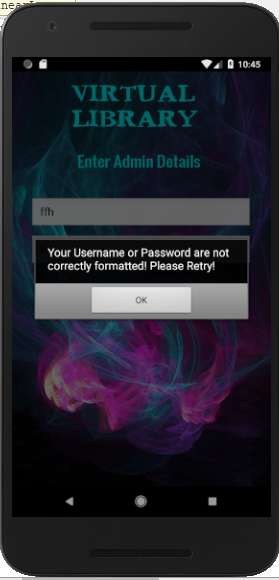 10:45
VIRTUAL
LIBRARY
Enter Admin Details
ffh
Your Username or Password are not
correctly formatted! Please Retry!
OK